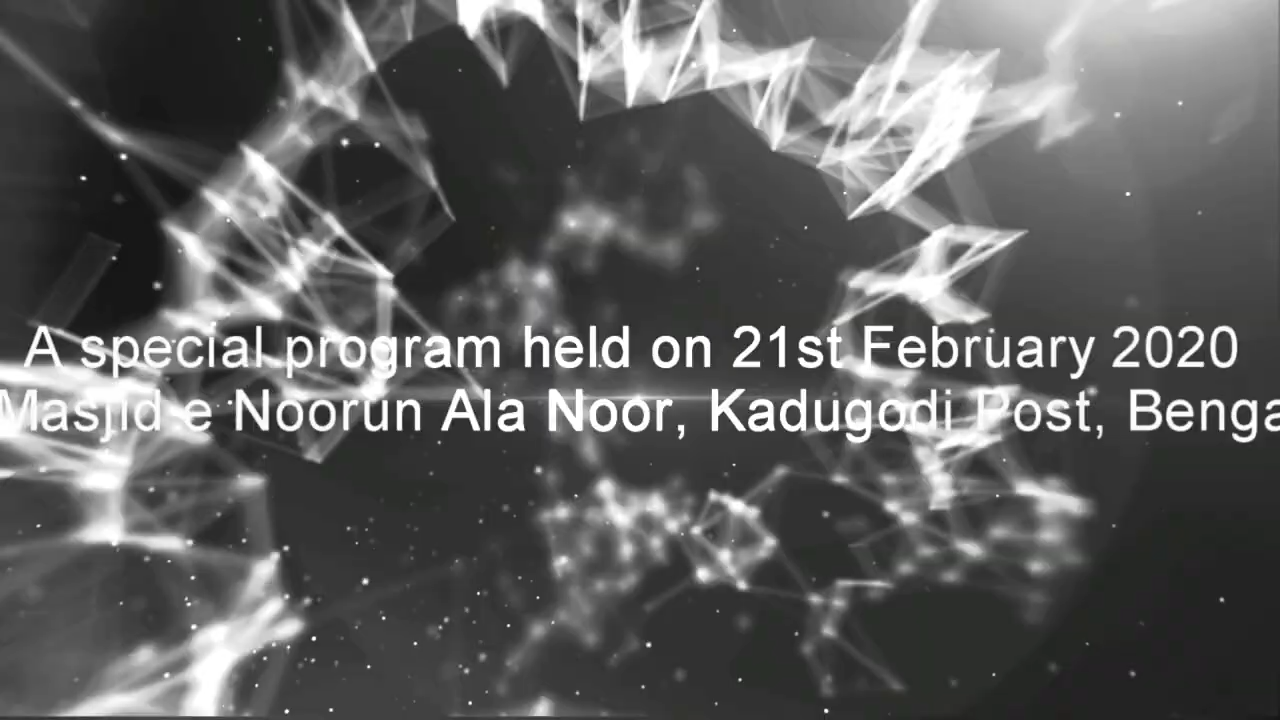 A special program held on 21st February 2020
Masjid-e Noorun Ala Noor, Kadugodi Post, Benga